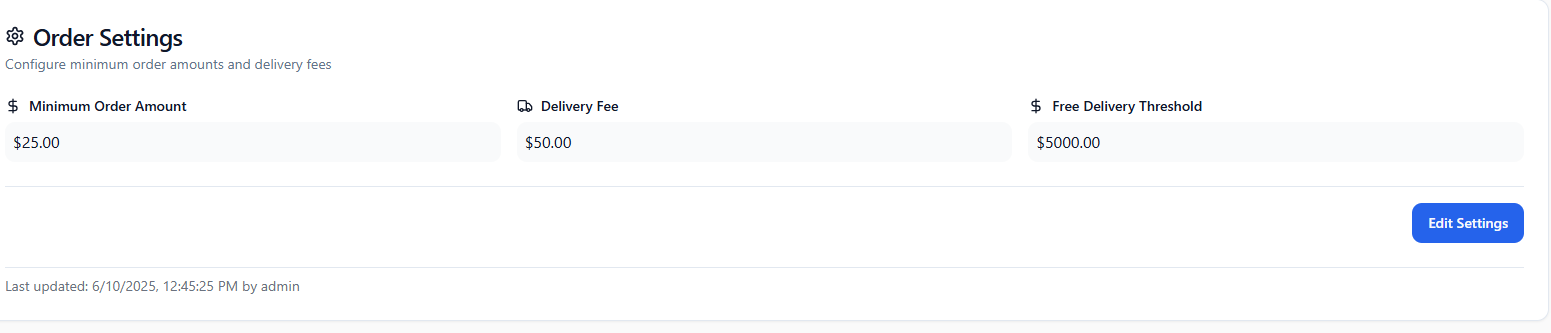 Order Settings
Configure minimum order amounts and delivery fees
Minimum Order Amount
$25.00
Delivery Fee
$50.00
Free Delivery Threshold
$5000.00
Edit Settings
Last updated: 6/10/2025, 12:45:25 PM by admin